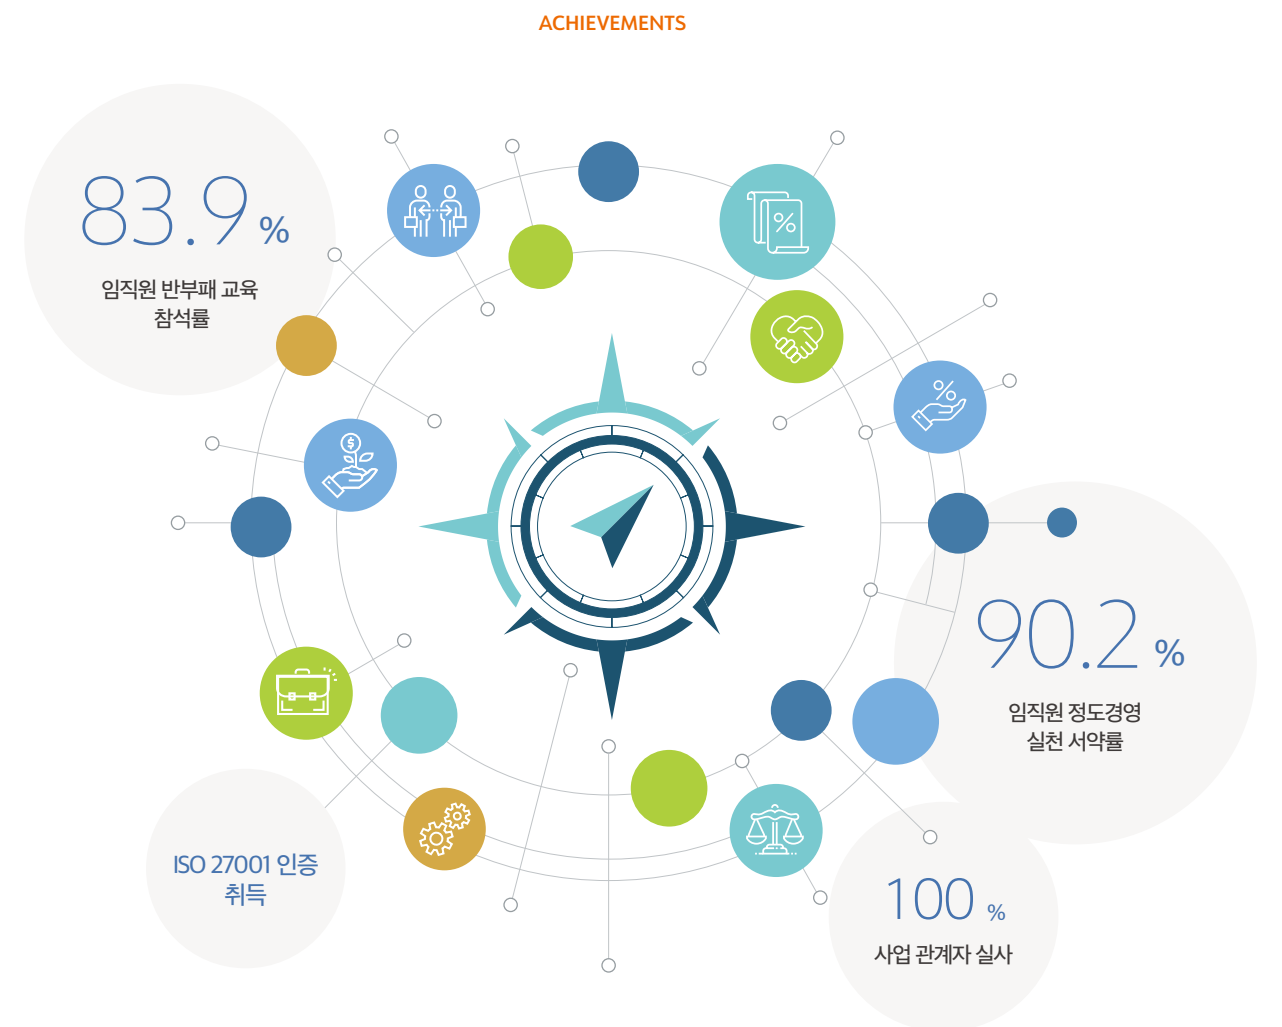 ACHIEVEMENTS
83.9 %
임직원 반부패 교육
참석률
90.2 %
임직원 정도경영
실천 서약률
ISO 27001 인증
취득
100 %
사업 관계자 실사